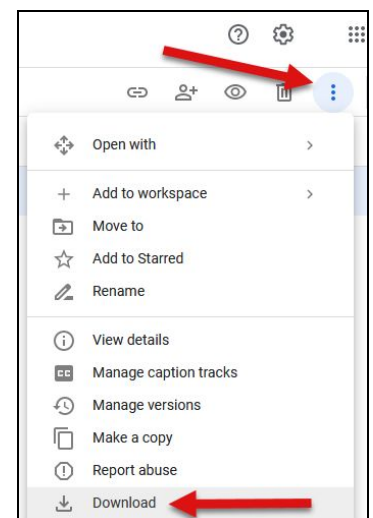 Open with
Add to workspace
Move to
Add to Starred
Rename
View details
CC
Manage caption tracks
Manage versions
Make a copy
Report abuse
Download